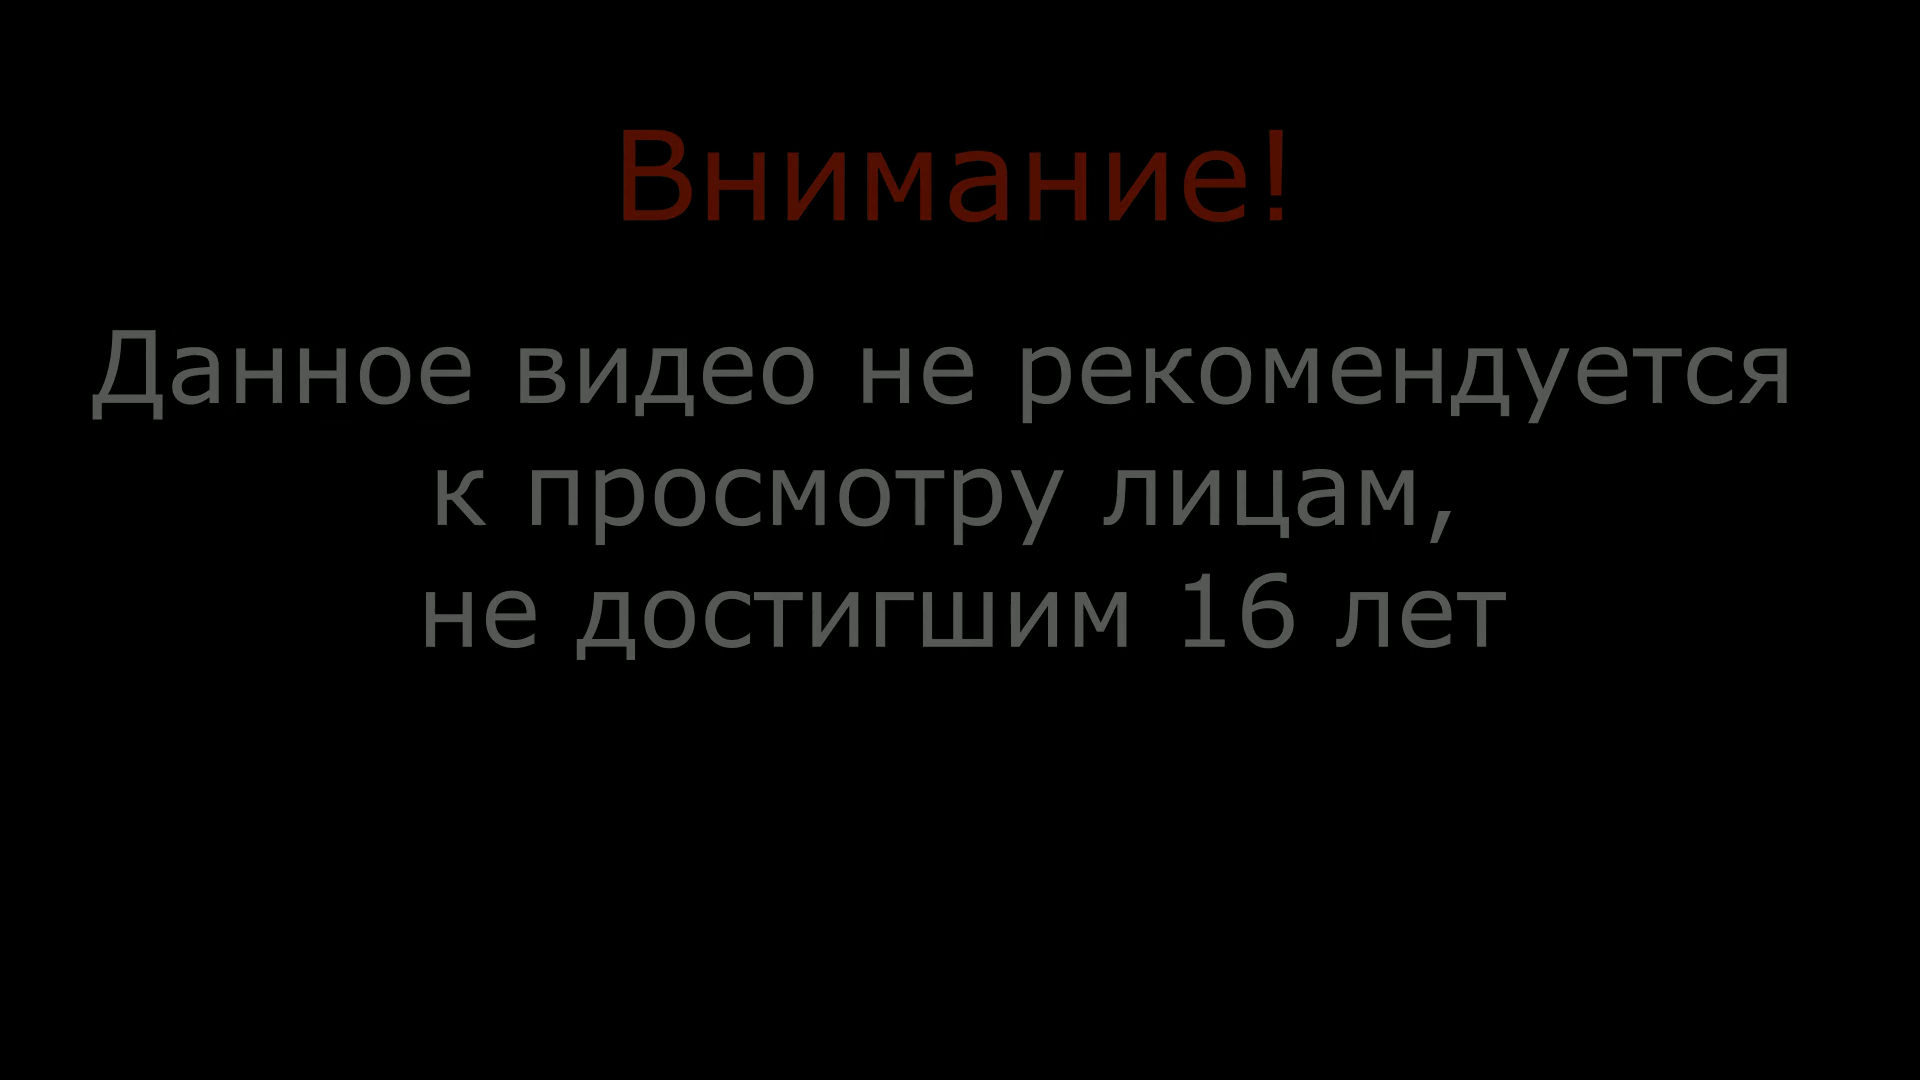 Внимание!
Данное видео не рекомендуется
к просмотру лицам,
не достигшим 16 лет